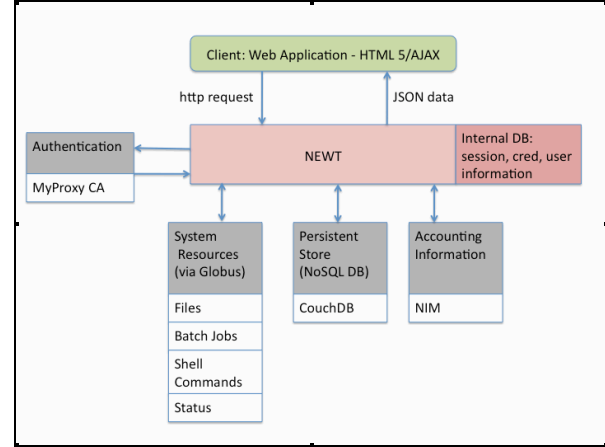 Client: Web Application - HTML 5/AJAX
http request
JSON data
Authentication
MyProxy CA
NEWT
Internal DB:
session, cred, user
information
System
Resources
(via Globus)
Files
Batch Jobs
Shell
Commands
Status
Persistent
Store
(NoSQL DB)
CouchDB
Accounting
Information
NIM